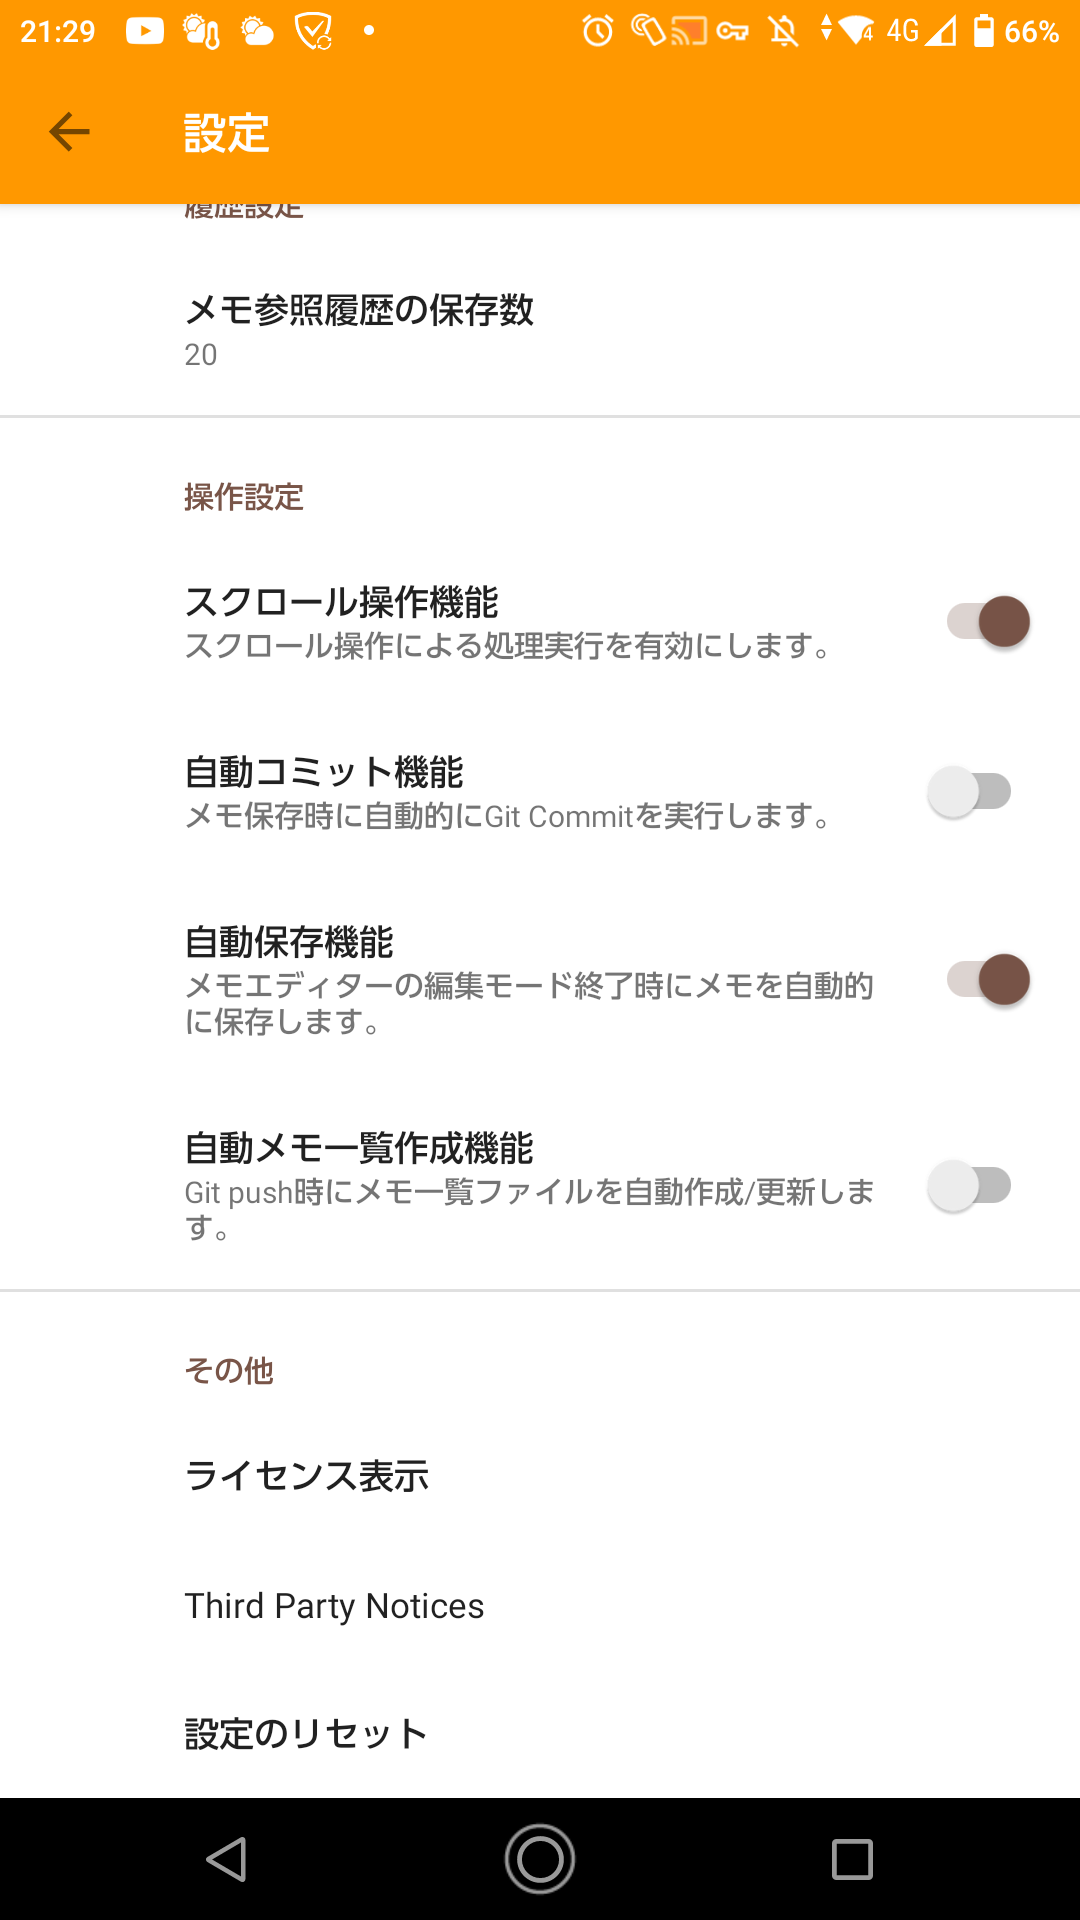 21:29
4G 66%
設定
履歴設定
メモ参照履歴の保存数
20
操作設定
スクロール操作機能
スクロール操作による処理実行を有効にします。
自動コミット機能
メモ保存時に自動的にGit Commitを実行します。
自動保存機能
メモエディターの編集モード終了時にメモを自動的
に保存します。
自動メモ一覧作成機能
Git push時にメモ一覧ファイルを自動作成/更新しま
す。
その他
ライセンス表示
Third Party Notices
設定のリセット